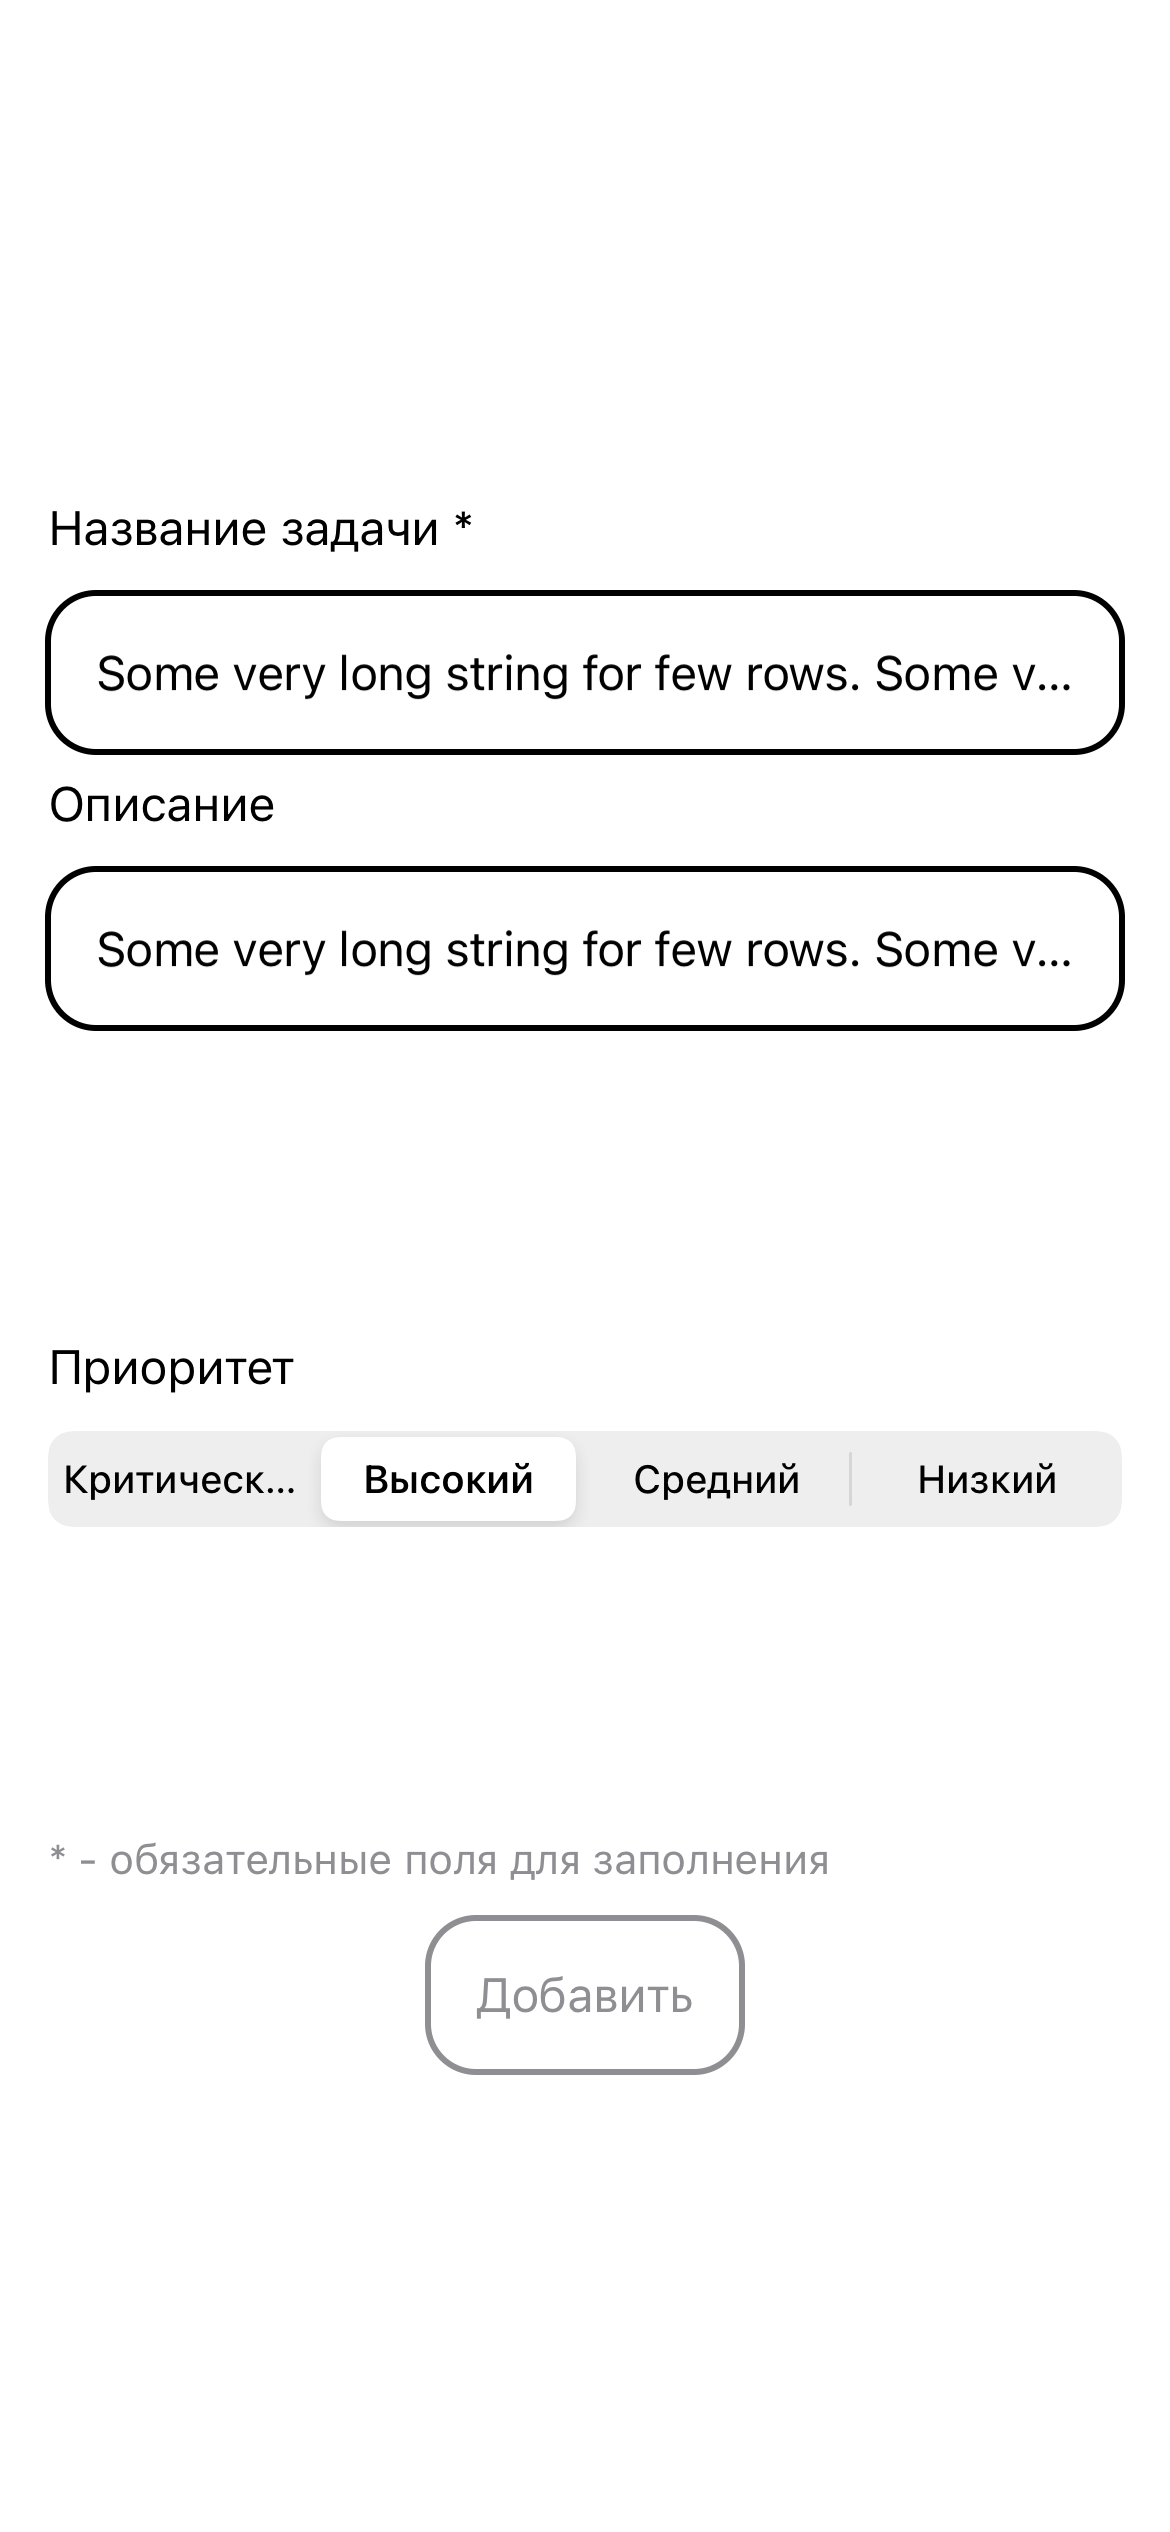 Название задачи *
Some very long string for few rows. Some v...
Описание
Some very long string for few rows. Some v...
Приоритет
Критическ... Высокий Средний Низкий
* - обязательные поля для заполнения
Добавить